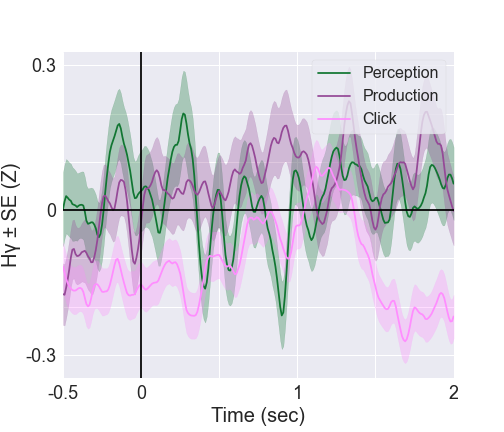 Hγ ± SE (Z)
0.3
0
-0.3
Perception
Production
Click
-0.5
0
1
2
Time (sec)